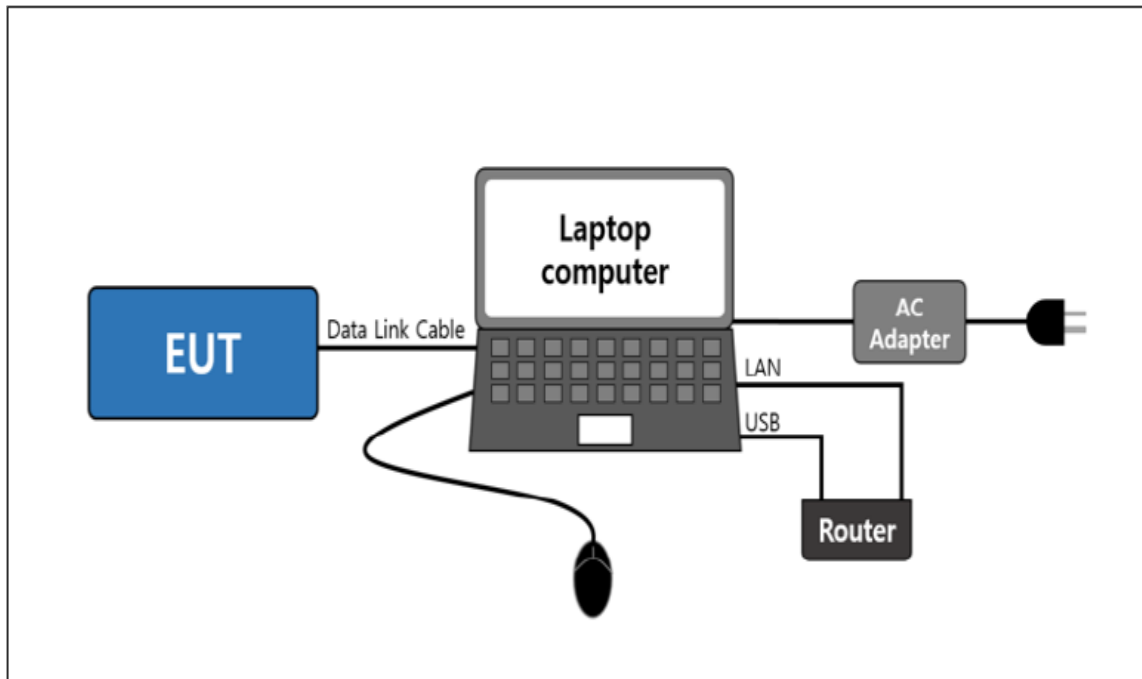 Laptop
computer
EUT
Data Link Cable
AC
Adapter
LAN
USB
Router